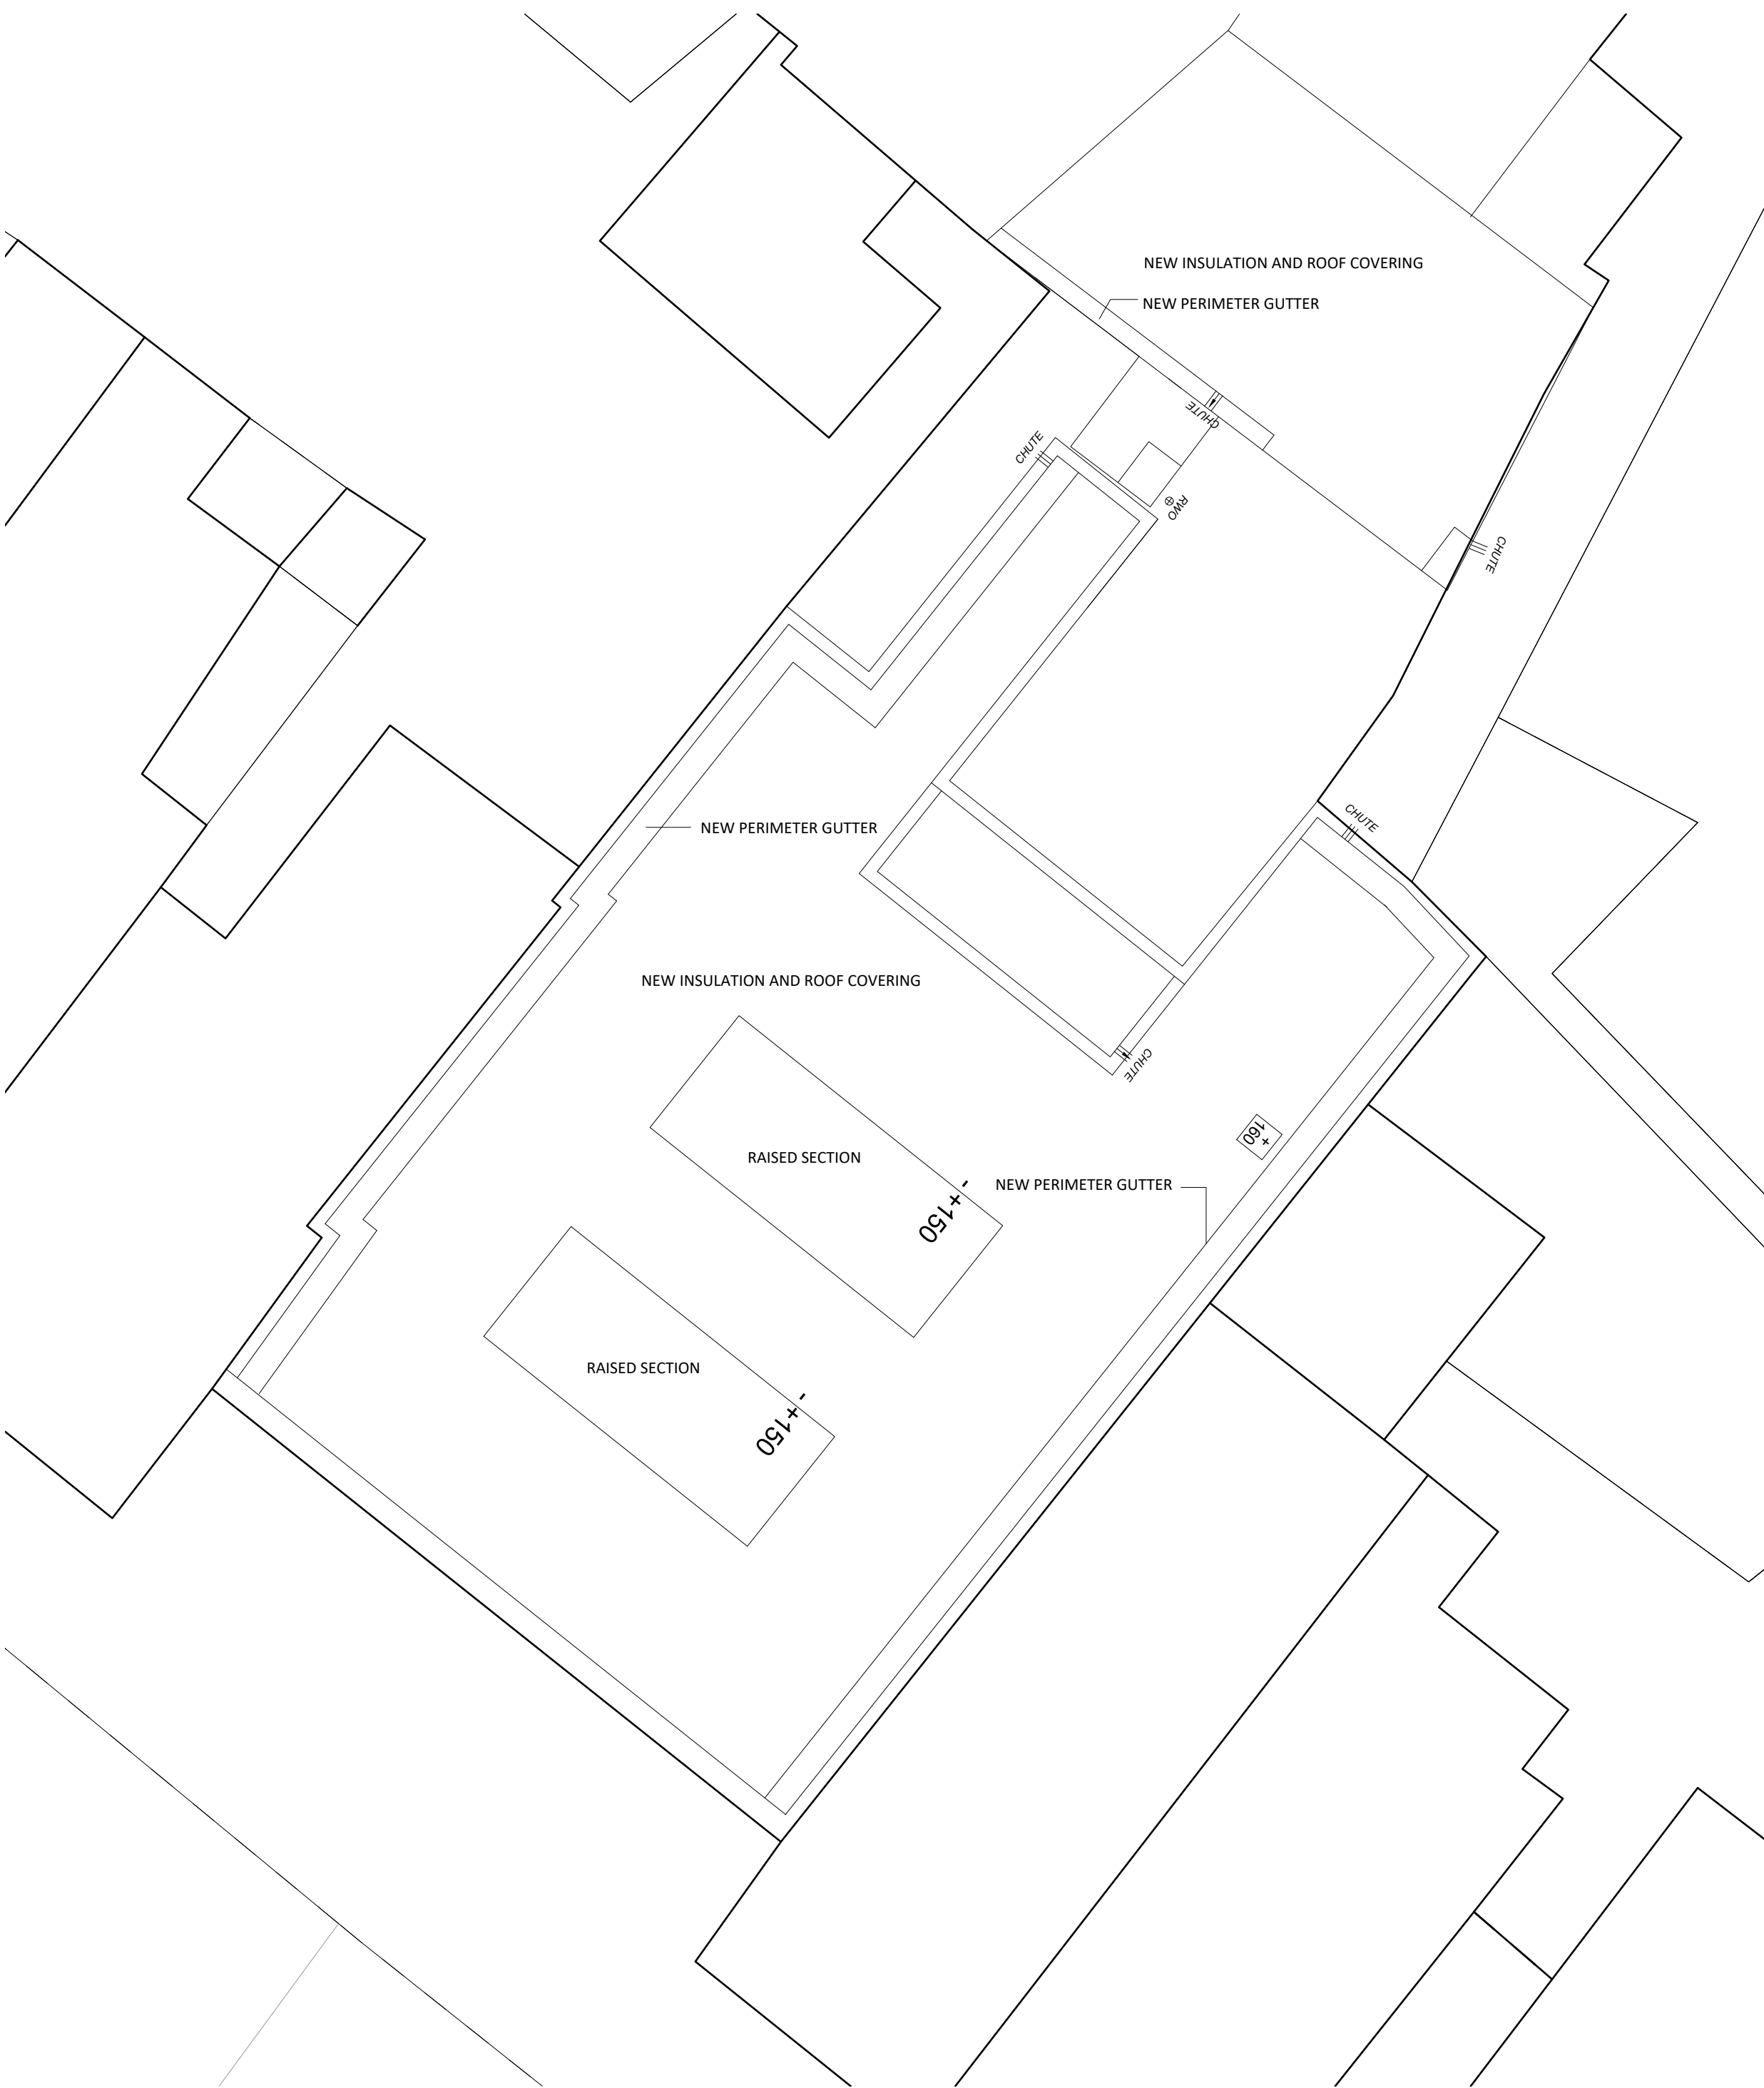 NEW INSULATION AND ROOF COVERING
NEW PERIMETER GUTTER
CHUTE
CHUTE
RWO
CHUTE
CHUTE
NEW PERIMETER GUTTER
NEW INSULATION AND ROOF COVERING
CHUTE
+160
RAISED SECTION
NEW PERIMETER GUTTER
-+150
RAISED SECTION
-+150